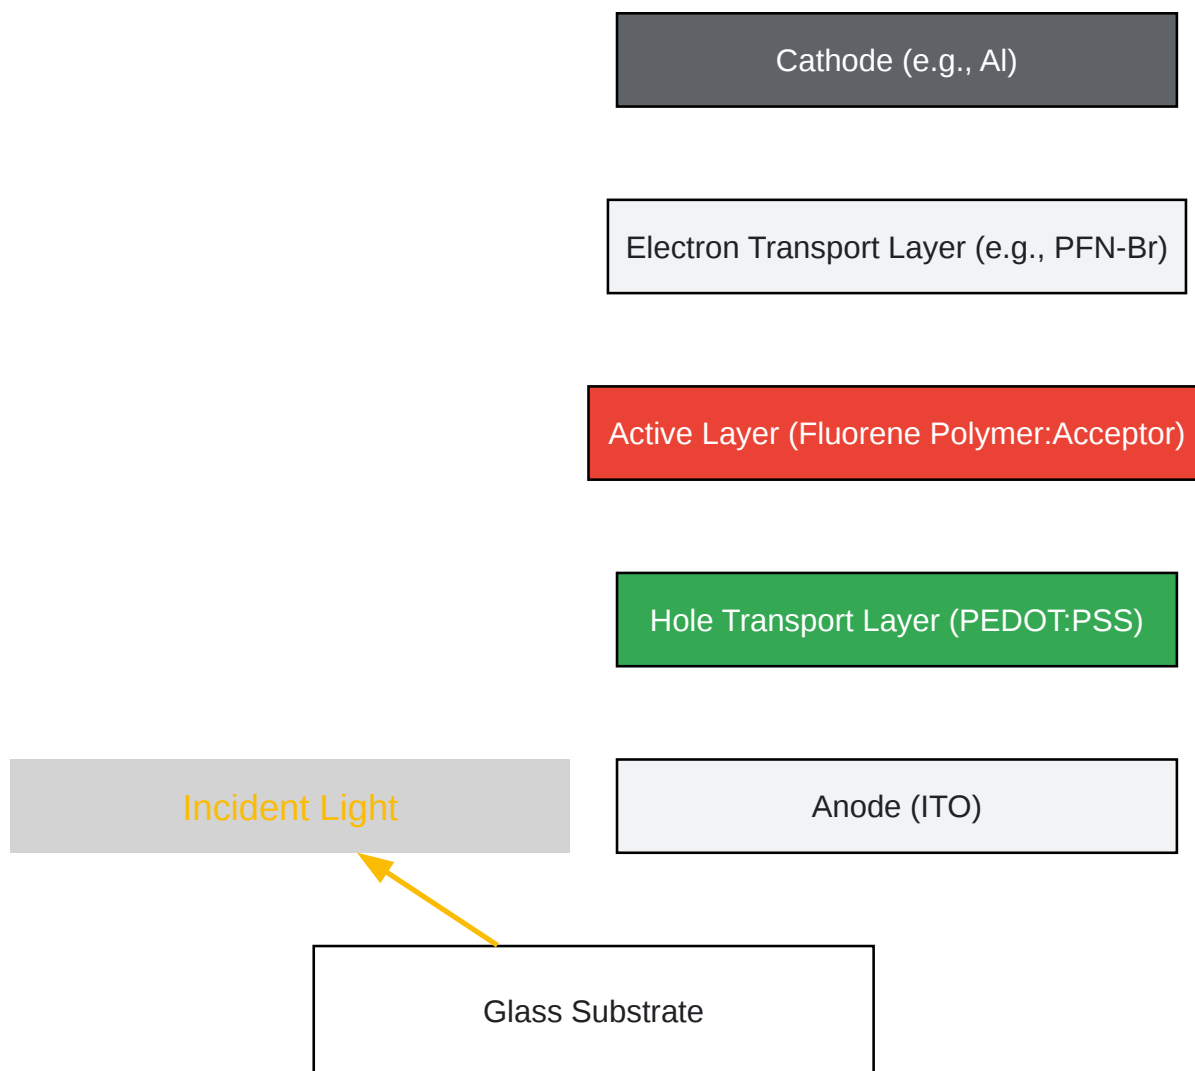 Cathode (e.g., Al)
Electron Transport Layer (e.g., PFN-Br)
Active Layer (Fluorene Polymer:Acceptor)
Hole Transport Layer (PEDOT:PSS)
Incident Light
Anode (ITO)
Glass Substrate